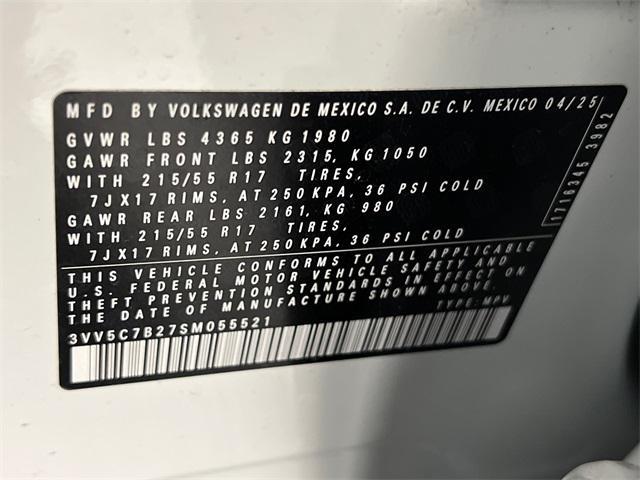 MFD BY VOLKSWAGEN DE MEXICO S.A. DE C.V. MEXICO 04/25
GVWR LBS 4365 KG 1980
GAWR FRONT LBS 2315, KG 1050
WITH 215/55 R17 TIRES,
7JX17 RIMS, AT 250 KPA, 36 PSI COLD
GAWR REAR LBS 2161, KG 980
WITH 215/55 R17 TIRES,
7JX17 RIMS, AT 250 KPA, 36 PSI COLD
THIS VEHICLE CONFORMS TO ALL APPLICABLE
U.S. FEDERAL MOTOR VEHICLE SAFETY AND
THEFT PREVENTION STANDARDS IN EFFECT ON
THE DATE OF MANUFACTURE SHOWN ABOVE.
3VV5C7B27SM055521 TYPE: MPV
1716345 3982